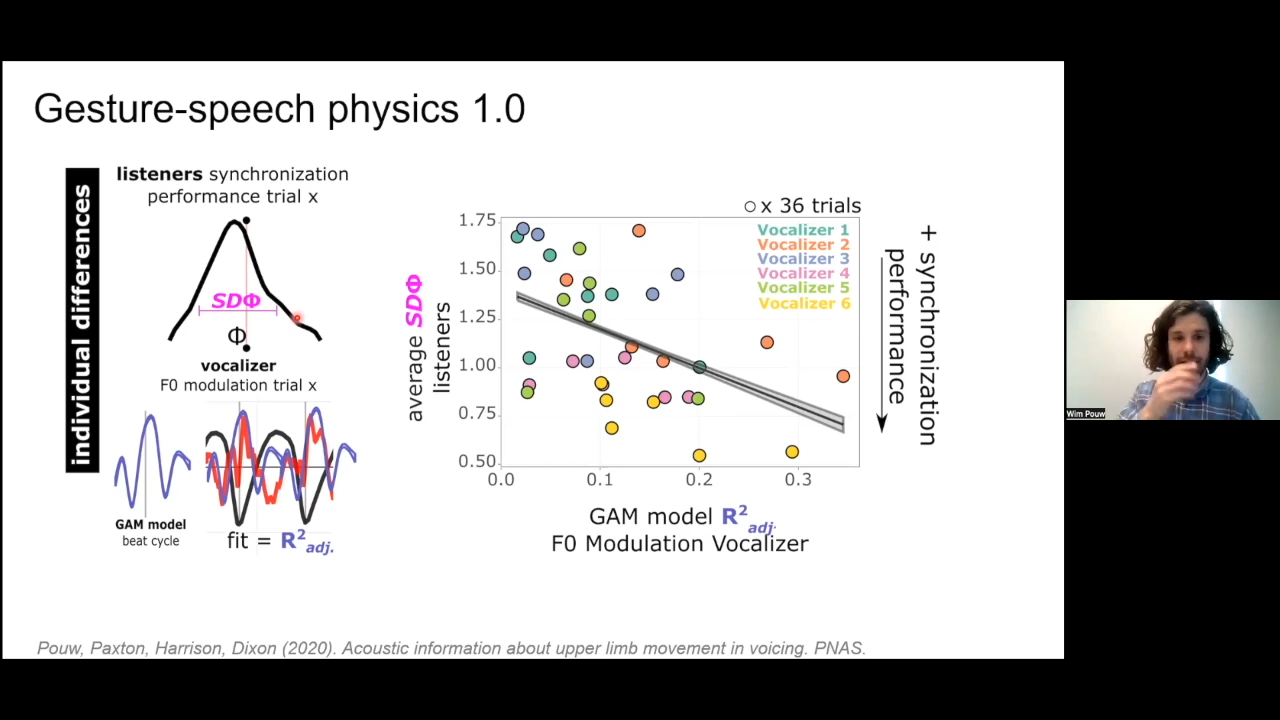 Gesture-speech physics 1.0
individual differences
listeners synchronization
performance trial x
SDΦ
Φ
vocalizer
F0 modulation trial x
GAM model
beat cycle
fit = R²adj.
average SDΦ
listeners
1.75
1.50
1.25
1.00
0.75
0.50
0.0 0.1 0.2 0.3
○ x 36 trials
Vocalizer 1
Vocalizer 2
Vocalizer 3
Vocalizer 4
Vocalizer 5
Vocalizer 6
GAM model R²adj.
F0 Modulation Vocalizer
+ synchronization
performance
Pouw, Paxton, Harrison, Dixon (2020). Acoustic information about upper limb movement in voicing. PNAS.
Wim Pouw